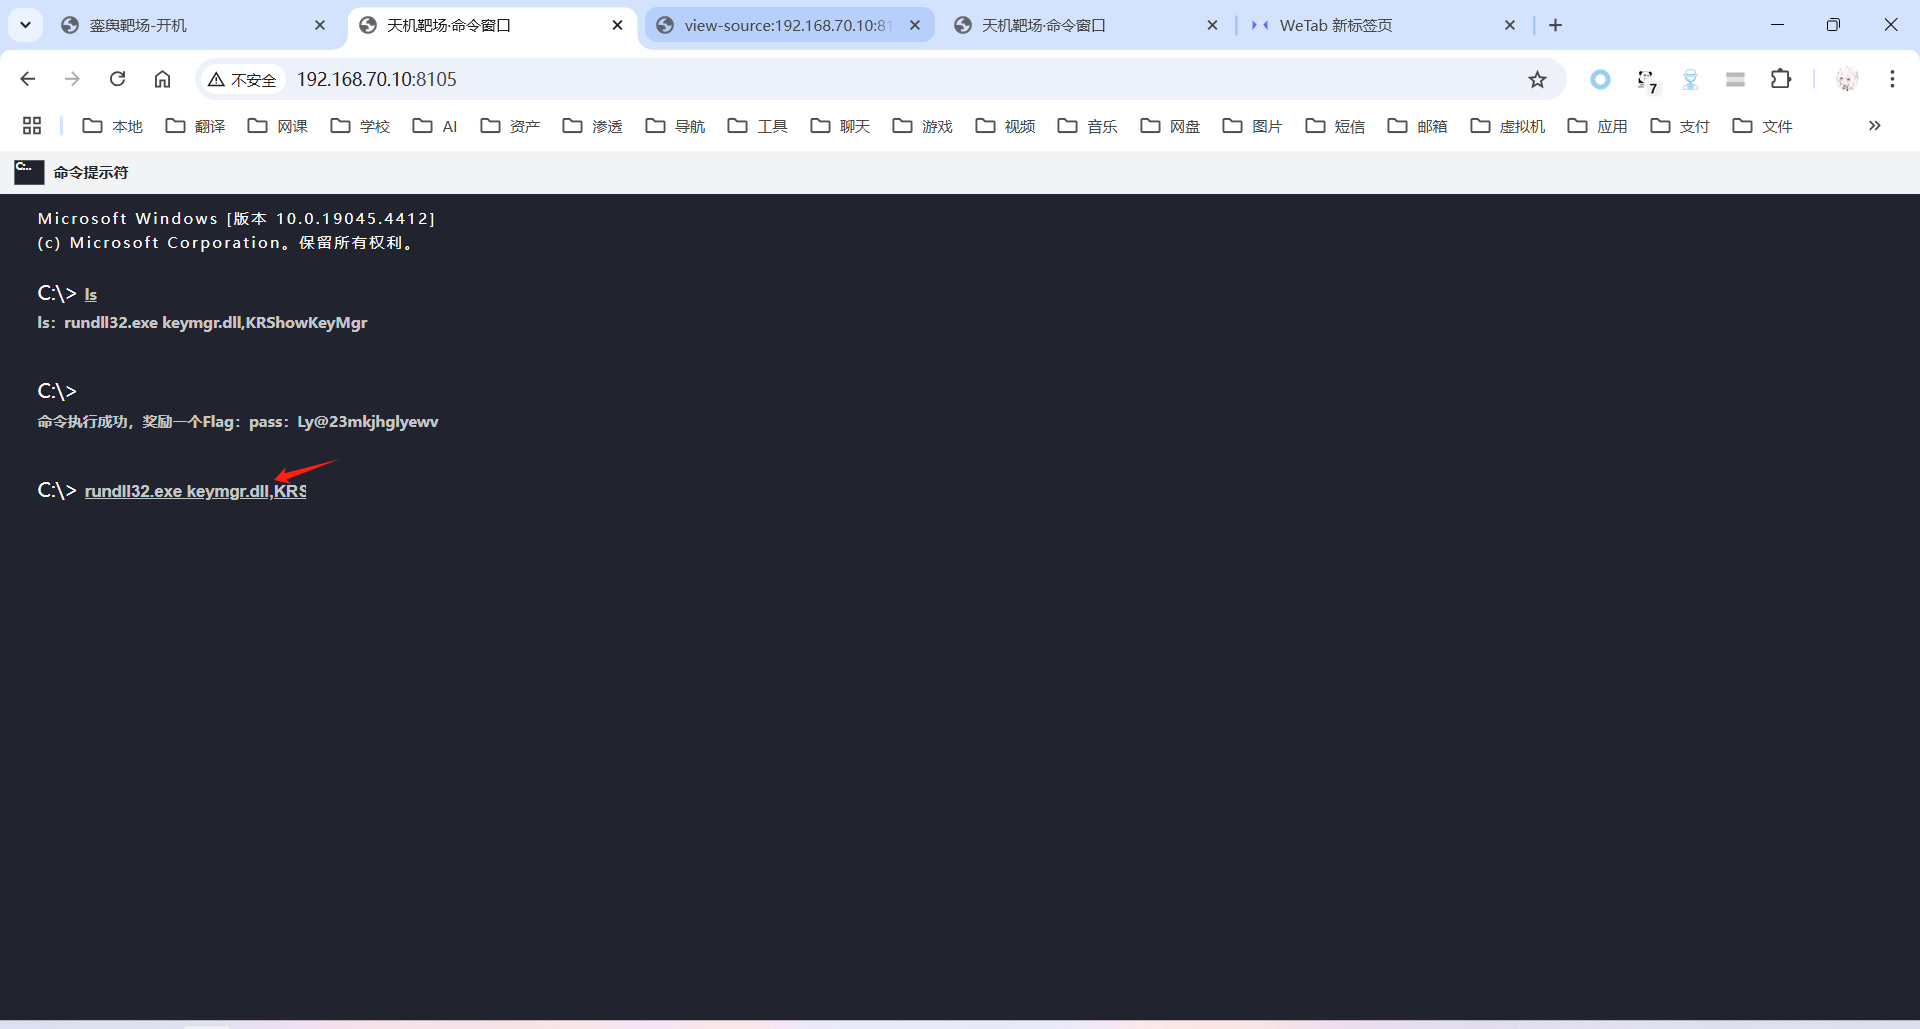 銮舆靶场-开机
天机靶场·命令窗口
view-source:192.168.70.10:81
天机靶场·命令窗口
WeTab 新标签页
不安全
192.168.70.10:8105
7
本地
翻译
网课
学校
AI
资产
渗透
导航
工具
聊天
游戏
视频
音乐
网盘
图片
短信
邮箱
虚拟机
应用
支付
文件
C:\..
命令提示符
Microsoft Windows [版本 10.0.19045.4412]
(c) Microsoft Corporation。保留所有权利。
C:\> ls
ls：rundll32.exe keymgr.dll,KRShowKeyMgr
C:\>
命令执行成功，奖励一个Flag：pass：Ly@23mkjhglyewv
C:\> rundll32.exe keymgr.dll,KRS